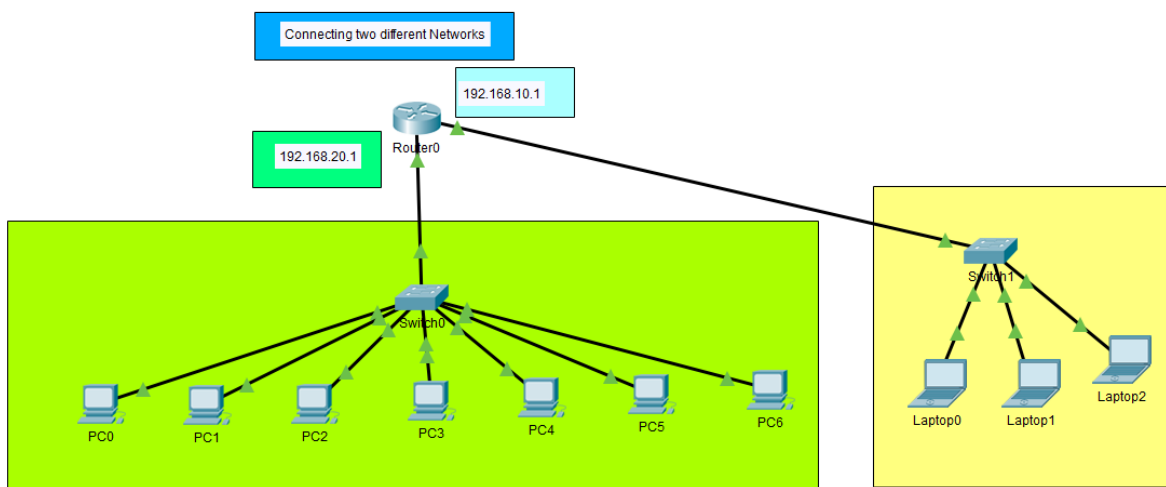 Connecting two different Networks
192.168.10.1
Router0
192.168.20.1
Switch1
Switch0
Laptop2
Laptop0
Laptop1
PC0
PC1
PC2
PC3
PC4
PC5
PC6